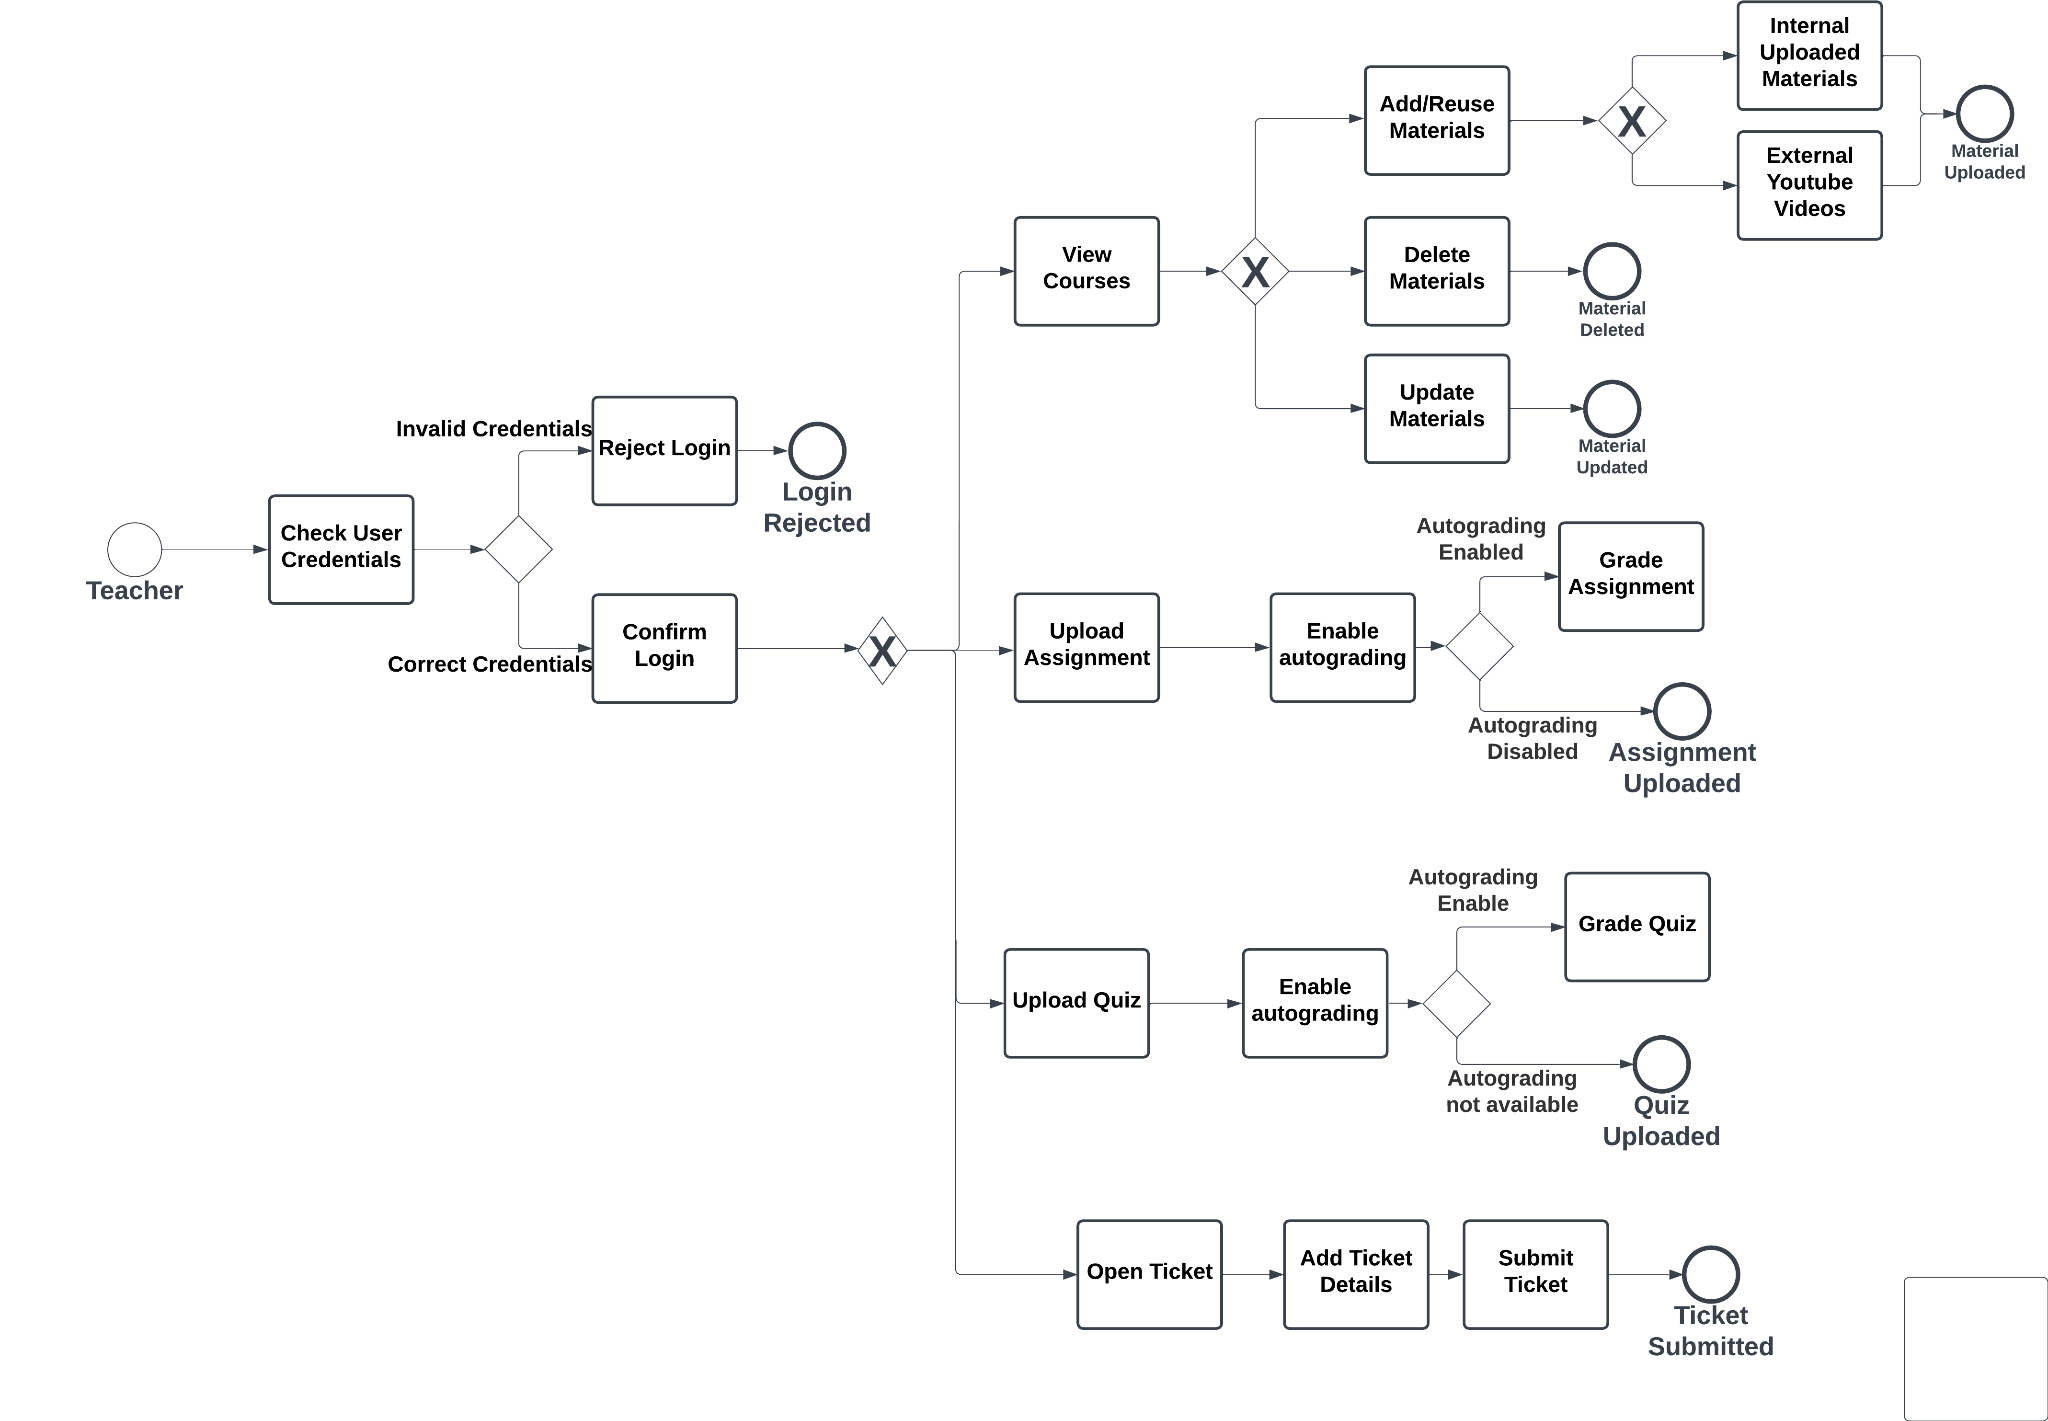 Internal
Uploaded
Materials
Add/Reuse
Materials
X
External
Youtube
Videos
Material
Uploaded
View
Courses
X
Delete
Materials
Material
Deleted
Update
Materials
Material
Updated
Invalid Credentials
Reject Login
Login
Rejected
Check User
Credentials
Teacher
Correct Credentials
Confirm
Login
X
Upload
Assignment
Enable
autograding
Autograding
Enabled
Grade
Assignment
Autograding
Disabled
Assignment
Uploaded
Autograding
Enable
Grade Quiz
Upload Quiz
Enable
autograding
Autograding
not available
Quiz
Uploaded
Open Ticket
Add Ticket
Details
Submit
Ticket
Ticket
Submitted